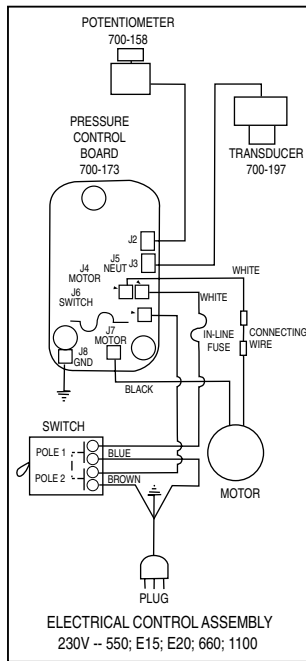 POTENTIOMETER
700-158
PRESSURE
CONTROL
BOARD
700-173
TRANSDUCER
700-197
J2
J5
NEUT
J3
J4
MOTOR
J6
SWITCH
WHITE
WHITE
IN-LINE
FUSE
CONNECTING
WIRE
J7
MOTOR
J8
GND
BLACK
SWITCH
POLE 1
BLUE
POLE 2
BROWN
MOTOR
PLUG
ELECTRICAL CONTROL ASSEMBLY
230V -- 550; E15; E20; 660; 1100